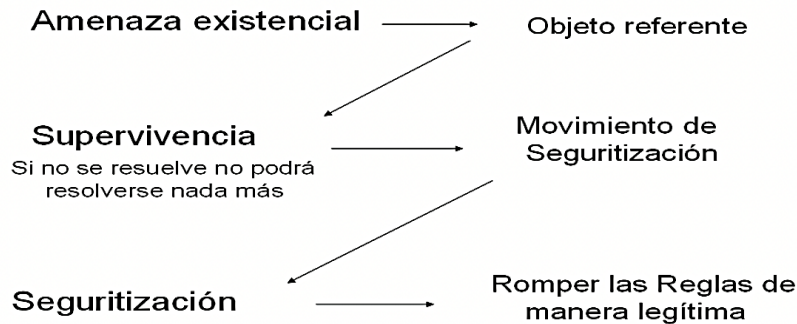 Amenaza existencial
Objeto referente
Supervivencia
Si no se resuelve no podrá
resolverse nada más
Movimiento de
Seguritización
Seguritización
Romper las Reglas de
manera legítima